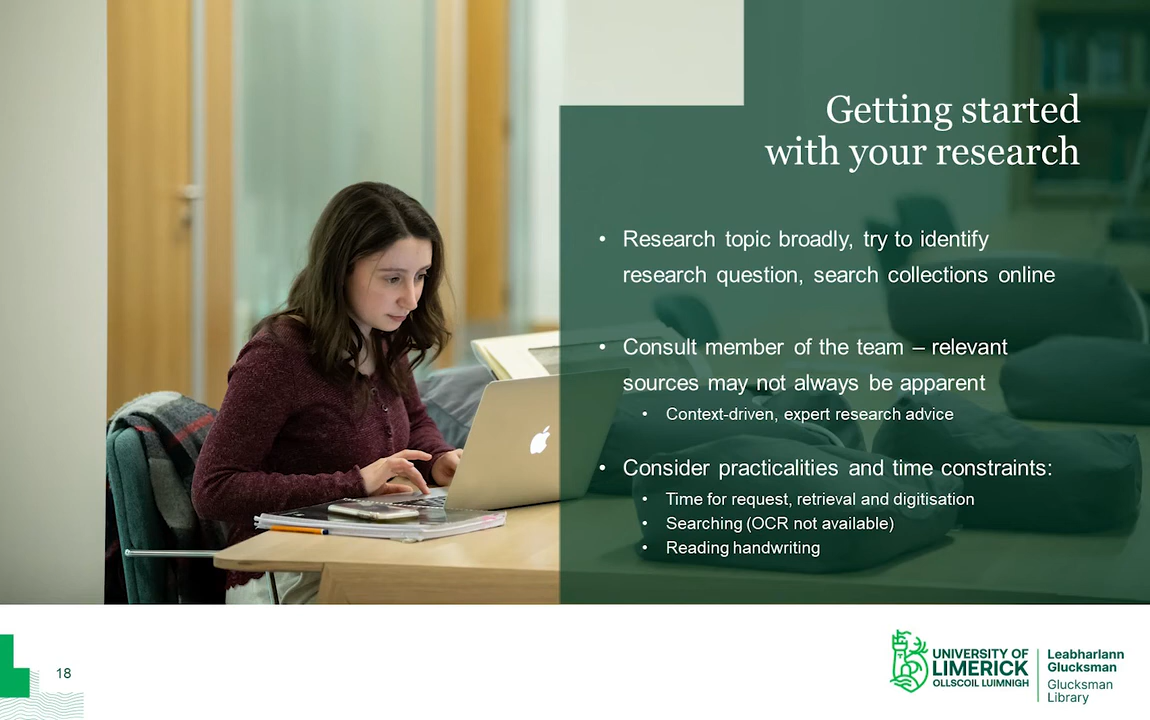 Getting started
with your research
• Research topic broadly, try to identify
research question, search collections online
• Consult member of the team – relevant
sources may not always be apparent
• Context-driven, expert research advice
• Consider practicalities and time constraints:
• Time for request, retrieval and digitisation
• Searching (OCR not available)
• Reading handwriting
18
UNIVERSITY OF
LIMERICK
OLLSCOIL LUIMNIGH
Leabharlann
Glucksman
Glucksman
Library